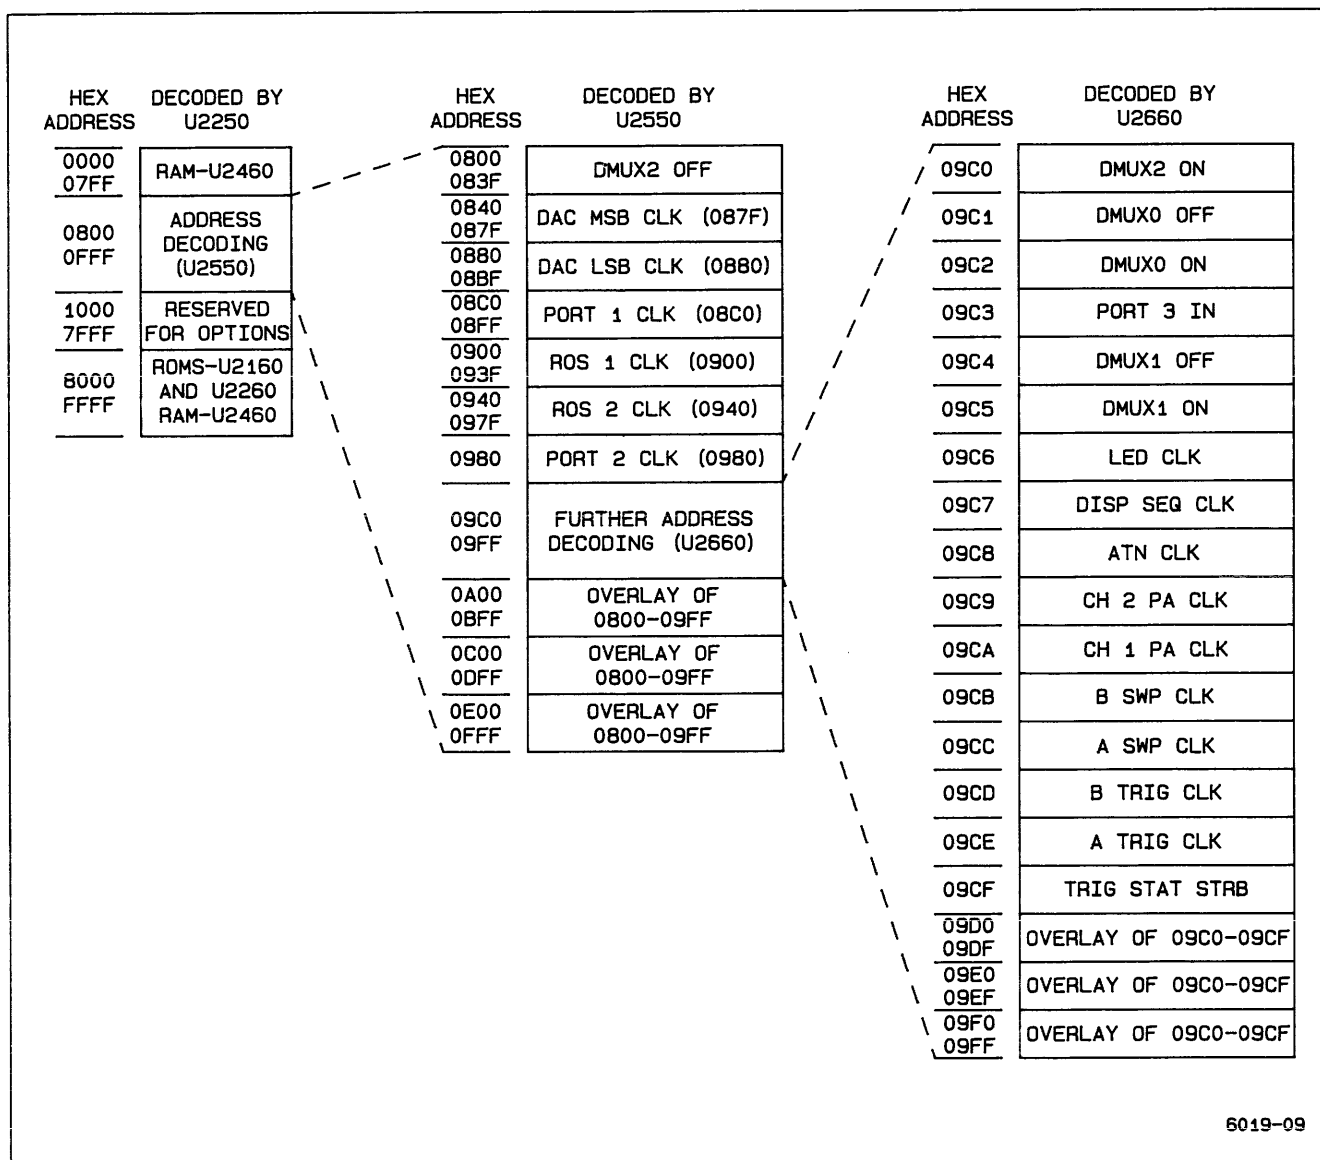 HEX ADDRESS
DECODED BY U2250
0000
07FF
RAM-U2460
0800
0FFF
ADDRESS
DECODING
(U2550)
1000
7FFF
RESERVED
FOR OPTIONS
8000
FFFF
ROMS-U2160
AND U2260
RAM-U2460
HEX ADDRESS
DECODED BY U2550
0800
083F
DMUX2 OFF
0840
087F
DAC MSB CLK (087F)
0880
08BF
DAC LSB CLK (0880)
08C0
08FF
PORT 1 CLK (08C0)
0900
093F
ROS 1 CLK (0900)
0940
097F
ROS 2 CLK (0940)
0980
PORT 2 CLK (0980)
09C0
09FF
FURTHER ADDRESS
DECODING (U2660)
0A00
0BFF
OVERLAY OF
0800-09FF
0C00
0DFF
OVERLAY OF
0800-09FF
0E00
0FFF
OVERLAY OF
0800-09FF
HEX ADDRESS
DECODED BY U2660
09C0 DMUX2 ON
09C1 DMUX0 OFF
09C2 DMUX0 ON
09C3 PORT 3 IN
09C4 DMUX1 OFF
09C5 DMUX1 ON
09C6 LED CLK
09C7 DISP SEQ CLK
09C8 ATN CLK
09C9 CH 2 PA CLK
09CA CH 1 PA CLK
09CB B SWP CLK
09CC A SWP CLK
09CD B TRIG CLK
09CE A TRIG CLK
09CF TRIG STAT STRB
09D0
09DF
OVERLAY OF 09C0-09CF
09E0
09EF
OVERLAY OF 09C0-09CF
09F0
09FF
OVERLAY OF 09C0-09CF
6019-09